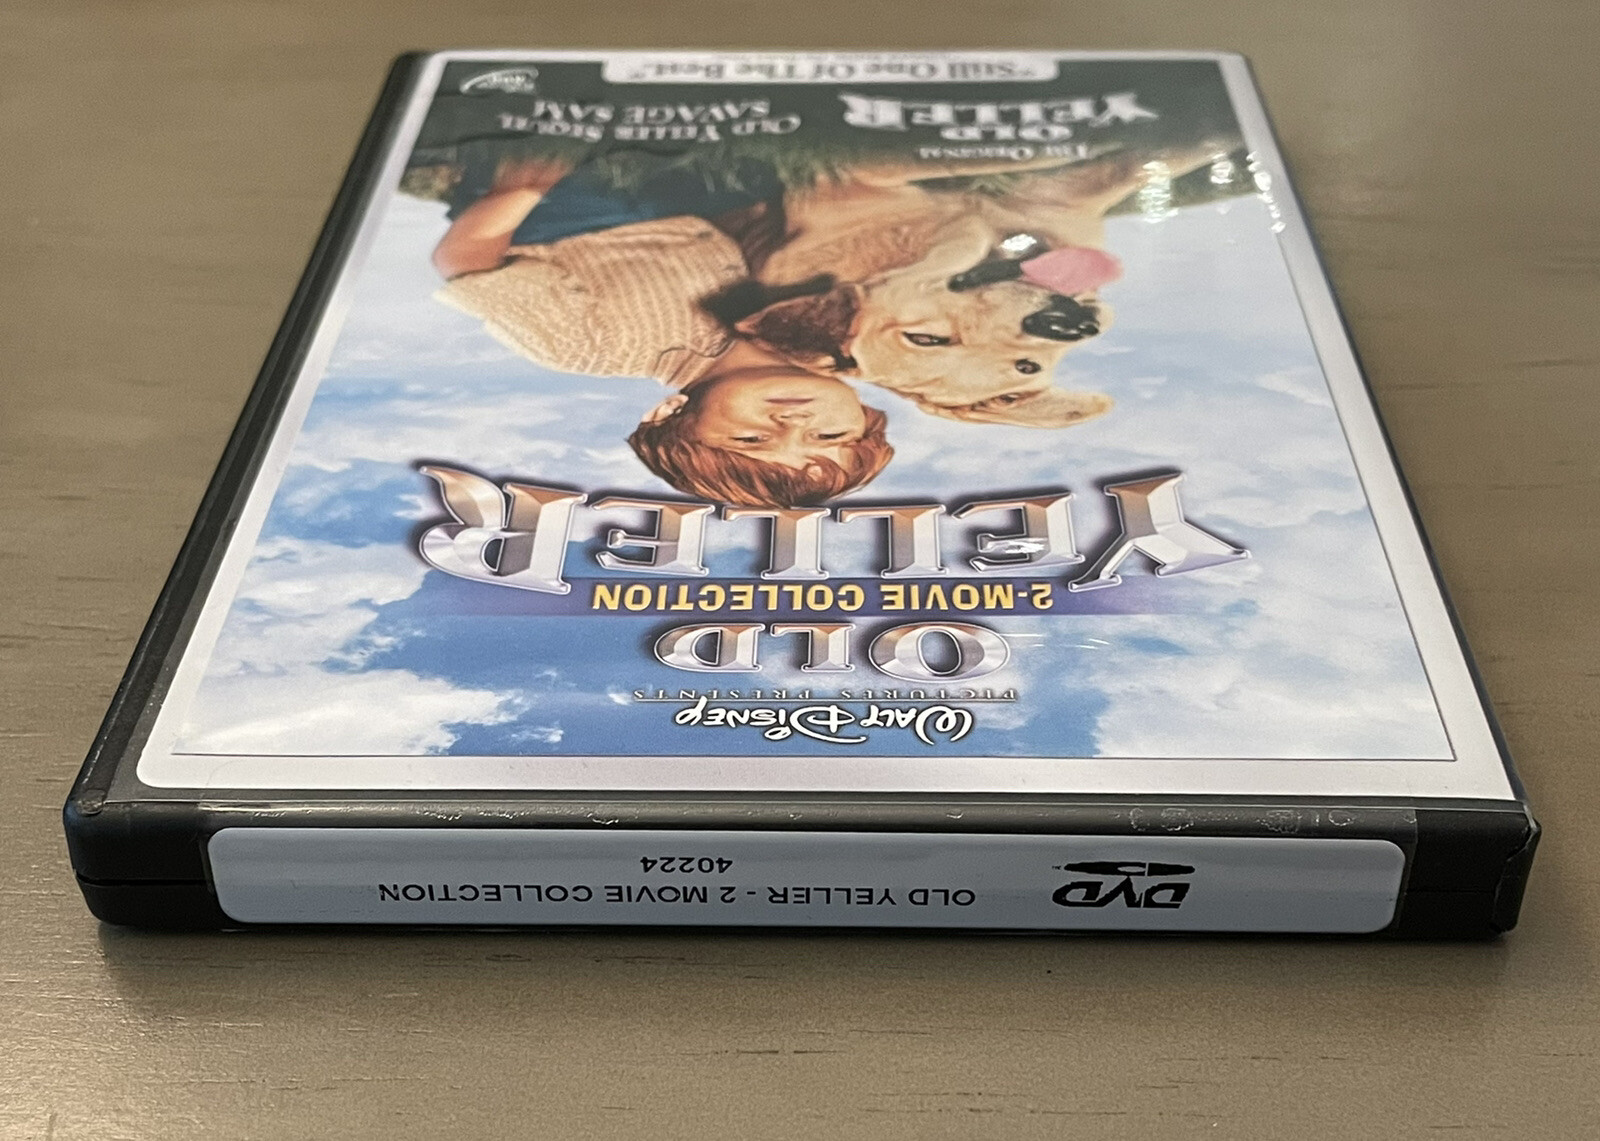 WALT DISNEY
PICTURES PRESENTS
OLD
2-MOVIE COLLECTION
YELLER
THE ORIGINAL
OLD
YELLER
OLD YELLER SEQUEL
SAVAGE SAM
"Still One Of The Best."
DVD
OLD YELLER - 2 MOVIE COLLECTION
40224